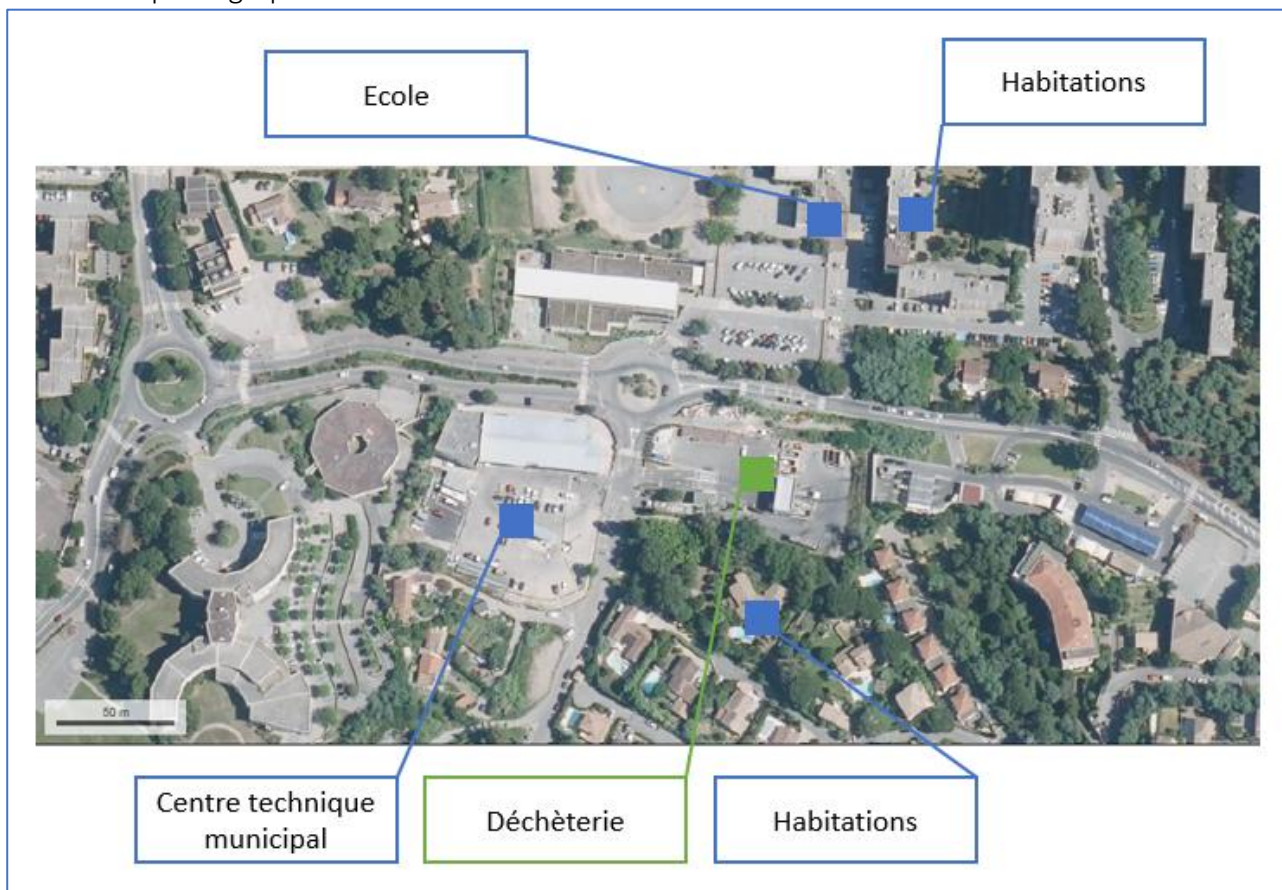 Ecole
Habitations
50 m
Centre technique
municipal
Déchèterie
Habitations